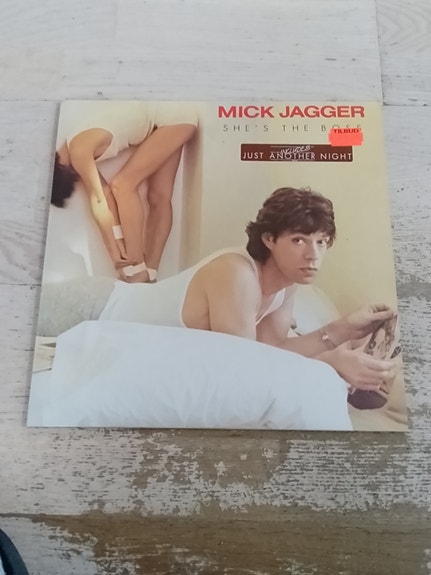 MICK JAGGER
SHE'S THE BOSS
TILBUD
INCLUDES
JUST ANOTHER NIGHT